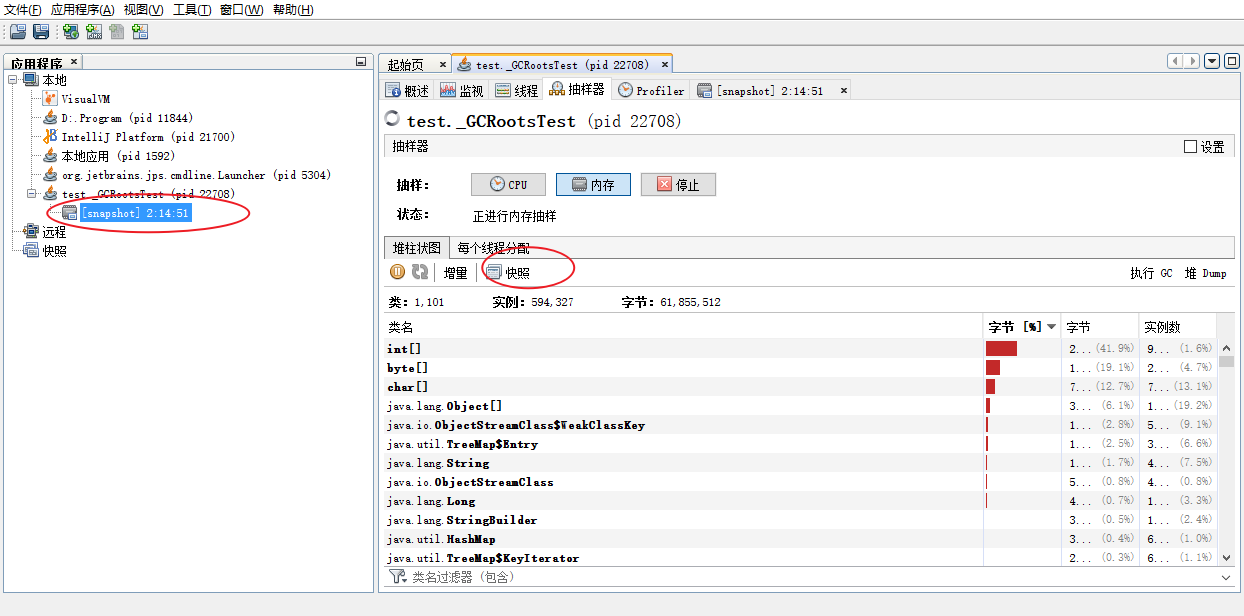 文件(F) 应用程序(A) 视图(V) 工具(T) 窗口(W) 帮助(H)
应用程序 ×
本地
VisualVM
D:.Program (pid 11844)
IntelliJ Platform (pid 21700)
本地应用 (pid 1592)
org.jetbrains.jps.cmdline.Launcher (pid 5304)
test._GCRootsTest (pid 22708)
[snapshot] 2:14:51
远程
快照
起始页 × test._GCRootsTest (pid 22708) ×
概述 监视 线程 抽样器 Profiler [snapshot] 2:14:51 ×
test._GCRootsTest (pid 22708)
抽样器 设置
抽样: CPU 内存 停止
状态: 正进行内存抽样
堆柱状图 每个线程分配
增量 快照 执行 GC 堆 Dump
类: 1,101 实例: 594,327 字节: 61,855,512
类名 字节 [%] 字节 实例数
int[] 2... (41.9%) 9... (1.6%)
byte[] 1... (19.1%) 2... (4.7%)
char[] 7... (12.7%) 7... (13.1%)
java.lang.Object[] 3... (6.1%) 1... (19.2%)
java.io.ObjectStreamClass$WeakClassKey 1... (2.8%) 5... (9.1%)
java.util.TreeMap$Entry 1... (2.5%) 3... (6.6%)
java.lang.String 1... (1.7%) 4... (7.5%)
java.io.ObjectStreamClass 5... (0.8%) 4... (0.8%)
java.lang.Long 4... (0.7%) 1... (3.3%)
java.lang.StringBuilder 3... (0.5%) 1... (2.4%)
java.util.HashMap 3... (0.4%) 6... (1.0%)
java.util.TreeMap$KeyIterator 2... (0.3%) 6... (1.1%)
类名过滤器 (包含)